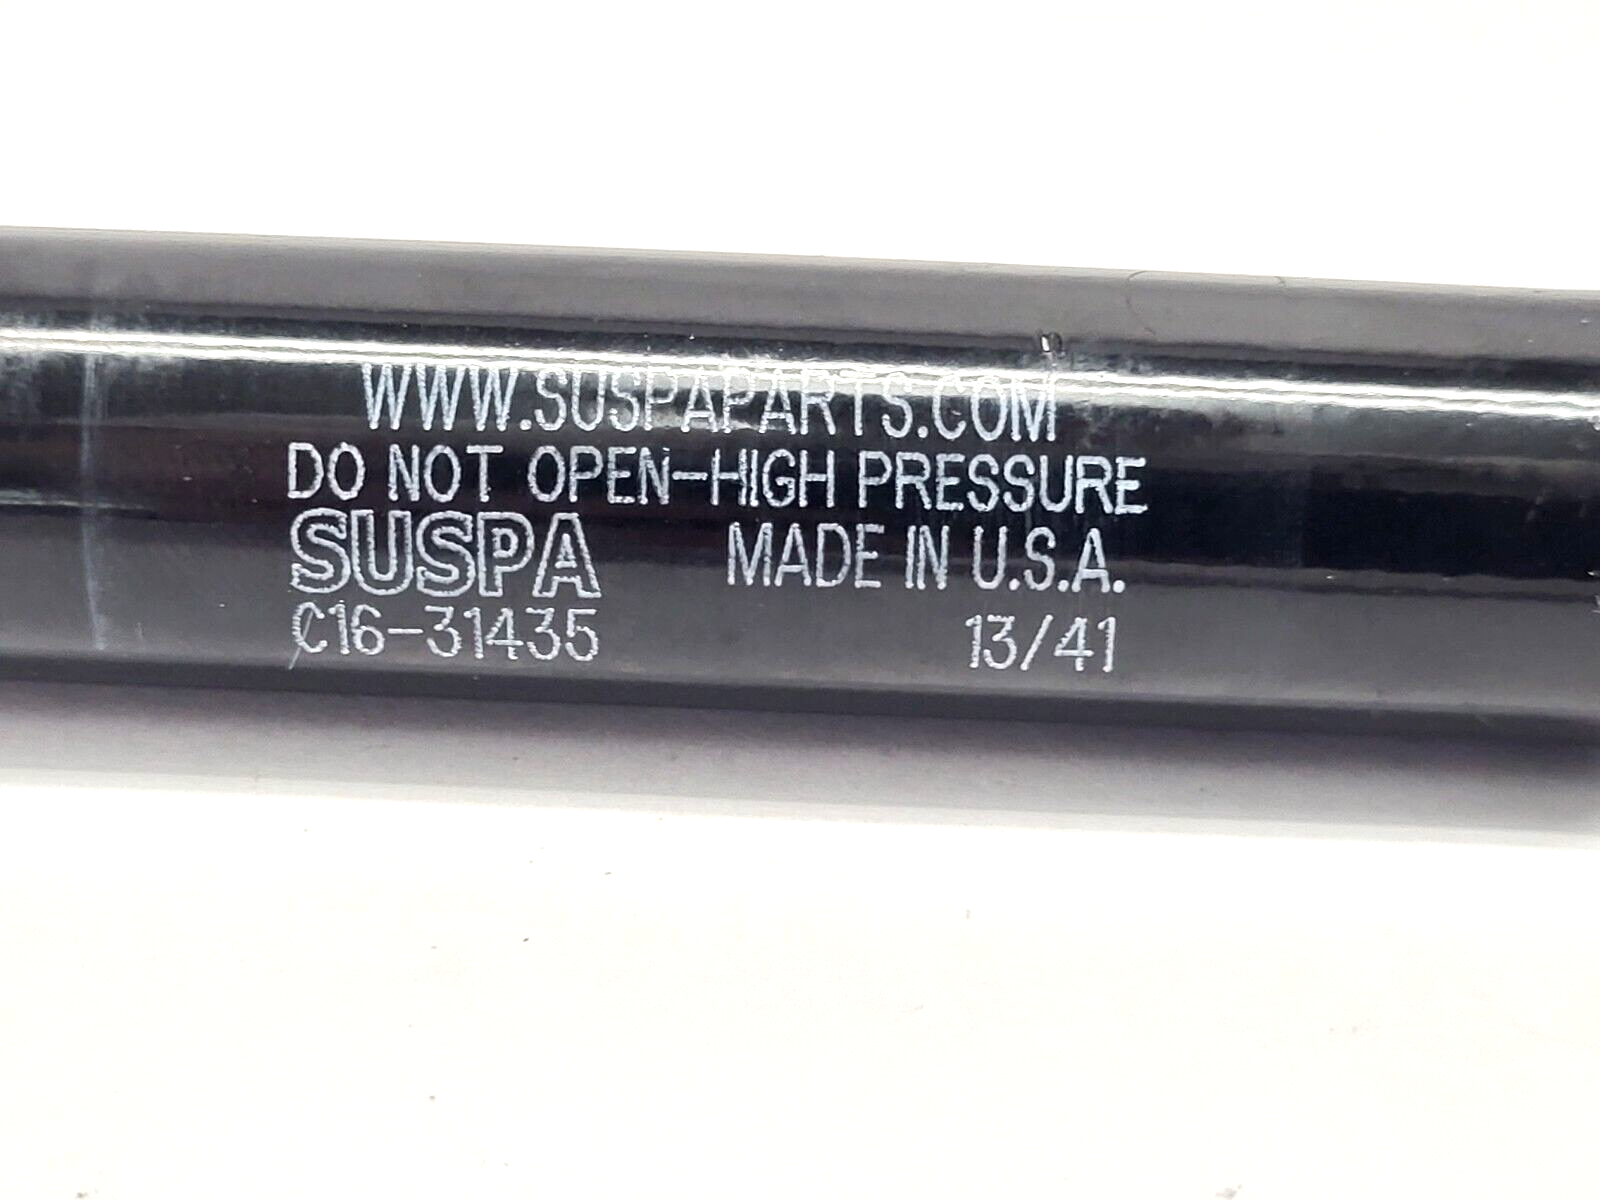 WWW.SUSPAPARTS.COM
DO NOT OPEN-HIGH PRESSURE
SUSPA MADE IN U.S.A.
C16-31435 13/41